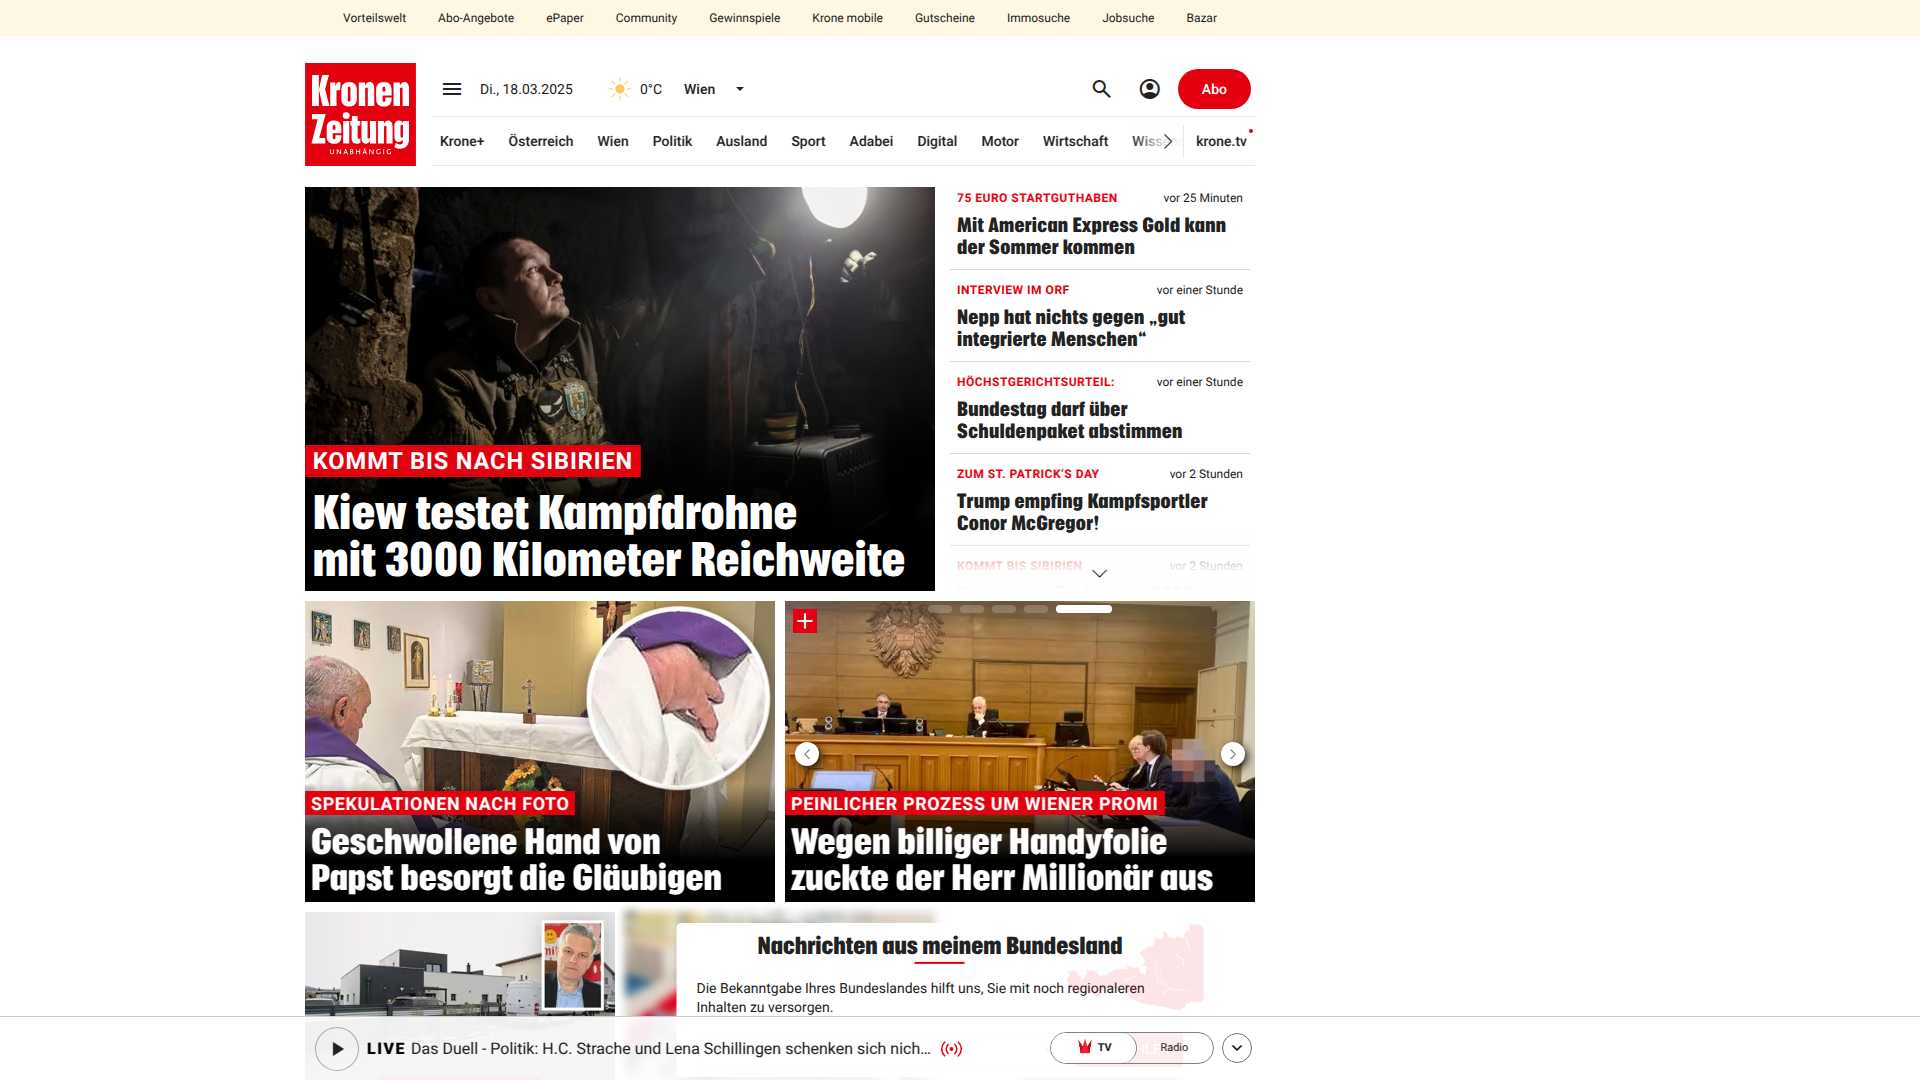 Vorteilswelt Abo-Angebote ePaper Community Gewinnspiele Krone mobile Gutscheine Immosuche Jobsuche Bazar
Kronen
Zeitung
UNABHÄNGIG
Di., 18.03.2025 0°C Wien
Abo
Krone+ Österreich Wien Politik Ausland Sport Adabei Digital Motor Wirtschaft krone.tv
KOMMT BIS NACH SIBIRIEN
Kiew testet Kampfdrohne
mit 3000 Kilometer Reichweite
75 EURO STARTGUTHABEN vor 25 Minuten
Mit American Express Gold kann
der Sommer kommen
INTERVIEW IM ORF vor einer Stunde
Nepp hat nichts gegen „gut
integrierte Menschen“
HÖCHSTGERICHTSURTEIL: vor einer Stunde
Bundestag darf über
Schuldenpaket abstimmen
ZUM ST. PATRICK’S DAY vor 2 Stunden
Trump empfing Kampfsportler
Conor McGregor!
KOMMT BIS SIBIRIEN vor 2 Stunden
SPEKULATIONEN NACH FOTO
Geschwollene Hand von
Papst besorgt die Gläubigen
PEINLICHER PROZESS UM WIENER PROMI
Wegen billiger Handyfolie
zuckte der Herr Millionär aus
Nachrichten aus meinem Bundesland
Die Bekanntgabe Ihres Bundeslandes hilft uns, Sie mit noch regionaleren
Inhalten zu versorgen.
LIVE Das Duell - Politik: H.C. Strache und Lena Schillingen schenken sich nich...
TV Radio